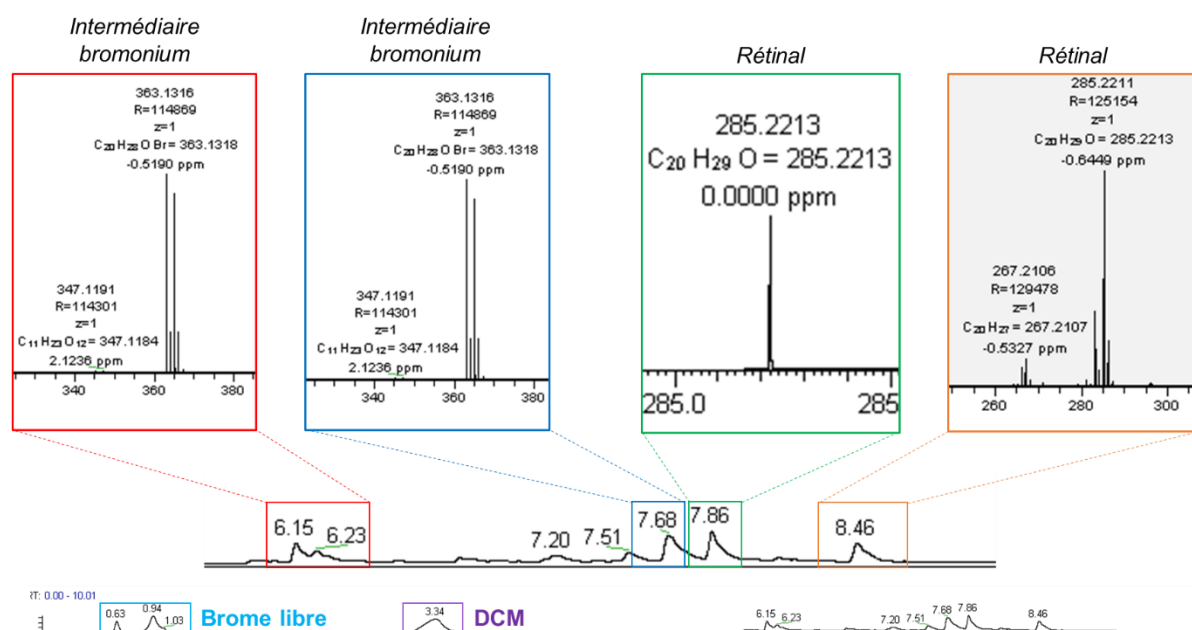 Intermédiaire
bromonium
Intermédiaire
bromonium
Rétinal
Rétinal
363.1316
R=114869
z=1
C20 H28 O Br = 363.1318
-0.5190 ppm
347.1191
R=114301
z=1
C11 H23 O12 = 347.1184
2.1236 ppm
340 360 380
363.1316
R=114869
z=1
C20 H28 O Br = 363.1318
-0.5190 ppm
347.1191
R=114301
z=1
C11 H23 O12 = 347.1184
2.1236 ppm
340 360 380
285.2213
C20 H29 O = 285.2213
0.0000 ppm
285.0 285
285.2211
R=125154
z=1
C20 H29 O = 285.2213
-0.6449 ppm
267.2106
R=129478
z=1
C20 H27 = 267.2107
-0.5327 ppm
260 280 300
6.15 6.23 7.20 7.51 7.68 7.86 8.46
RT: 0.00 - 10.01
0.63 0.94 1.03 Brome libre 3.34 DCM 6.15 6.23 7.20 7.51 7.68 7.86 8.46